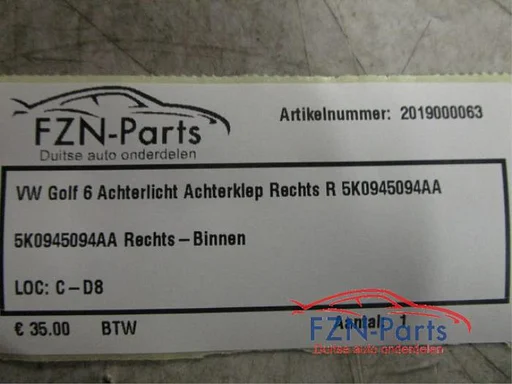 FZN-Parts
Duitse auto onderdelen
Artikelnummer: 2019000063
VW Golf 6 Achterlicht Achterklep Rechts R 5K0945094AA
5K0945094AA Rechts – Binnen
LOC: C – D8
€ 35.00 BTW Aantal: 1
FZN-Parts
Duitse auto onderdelen